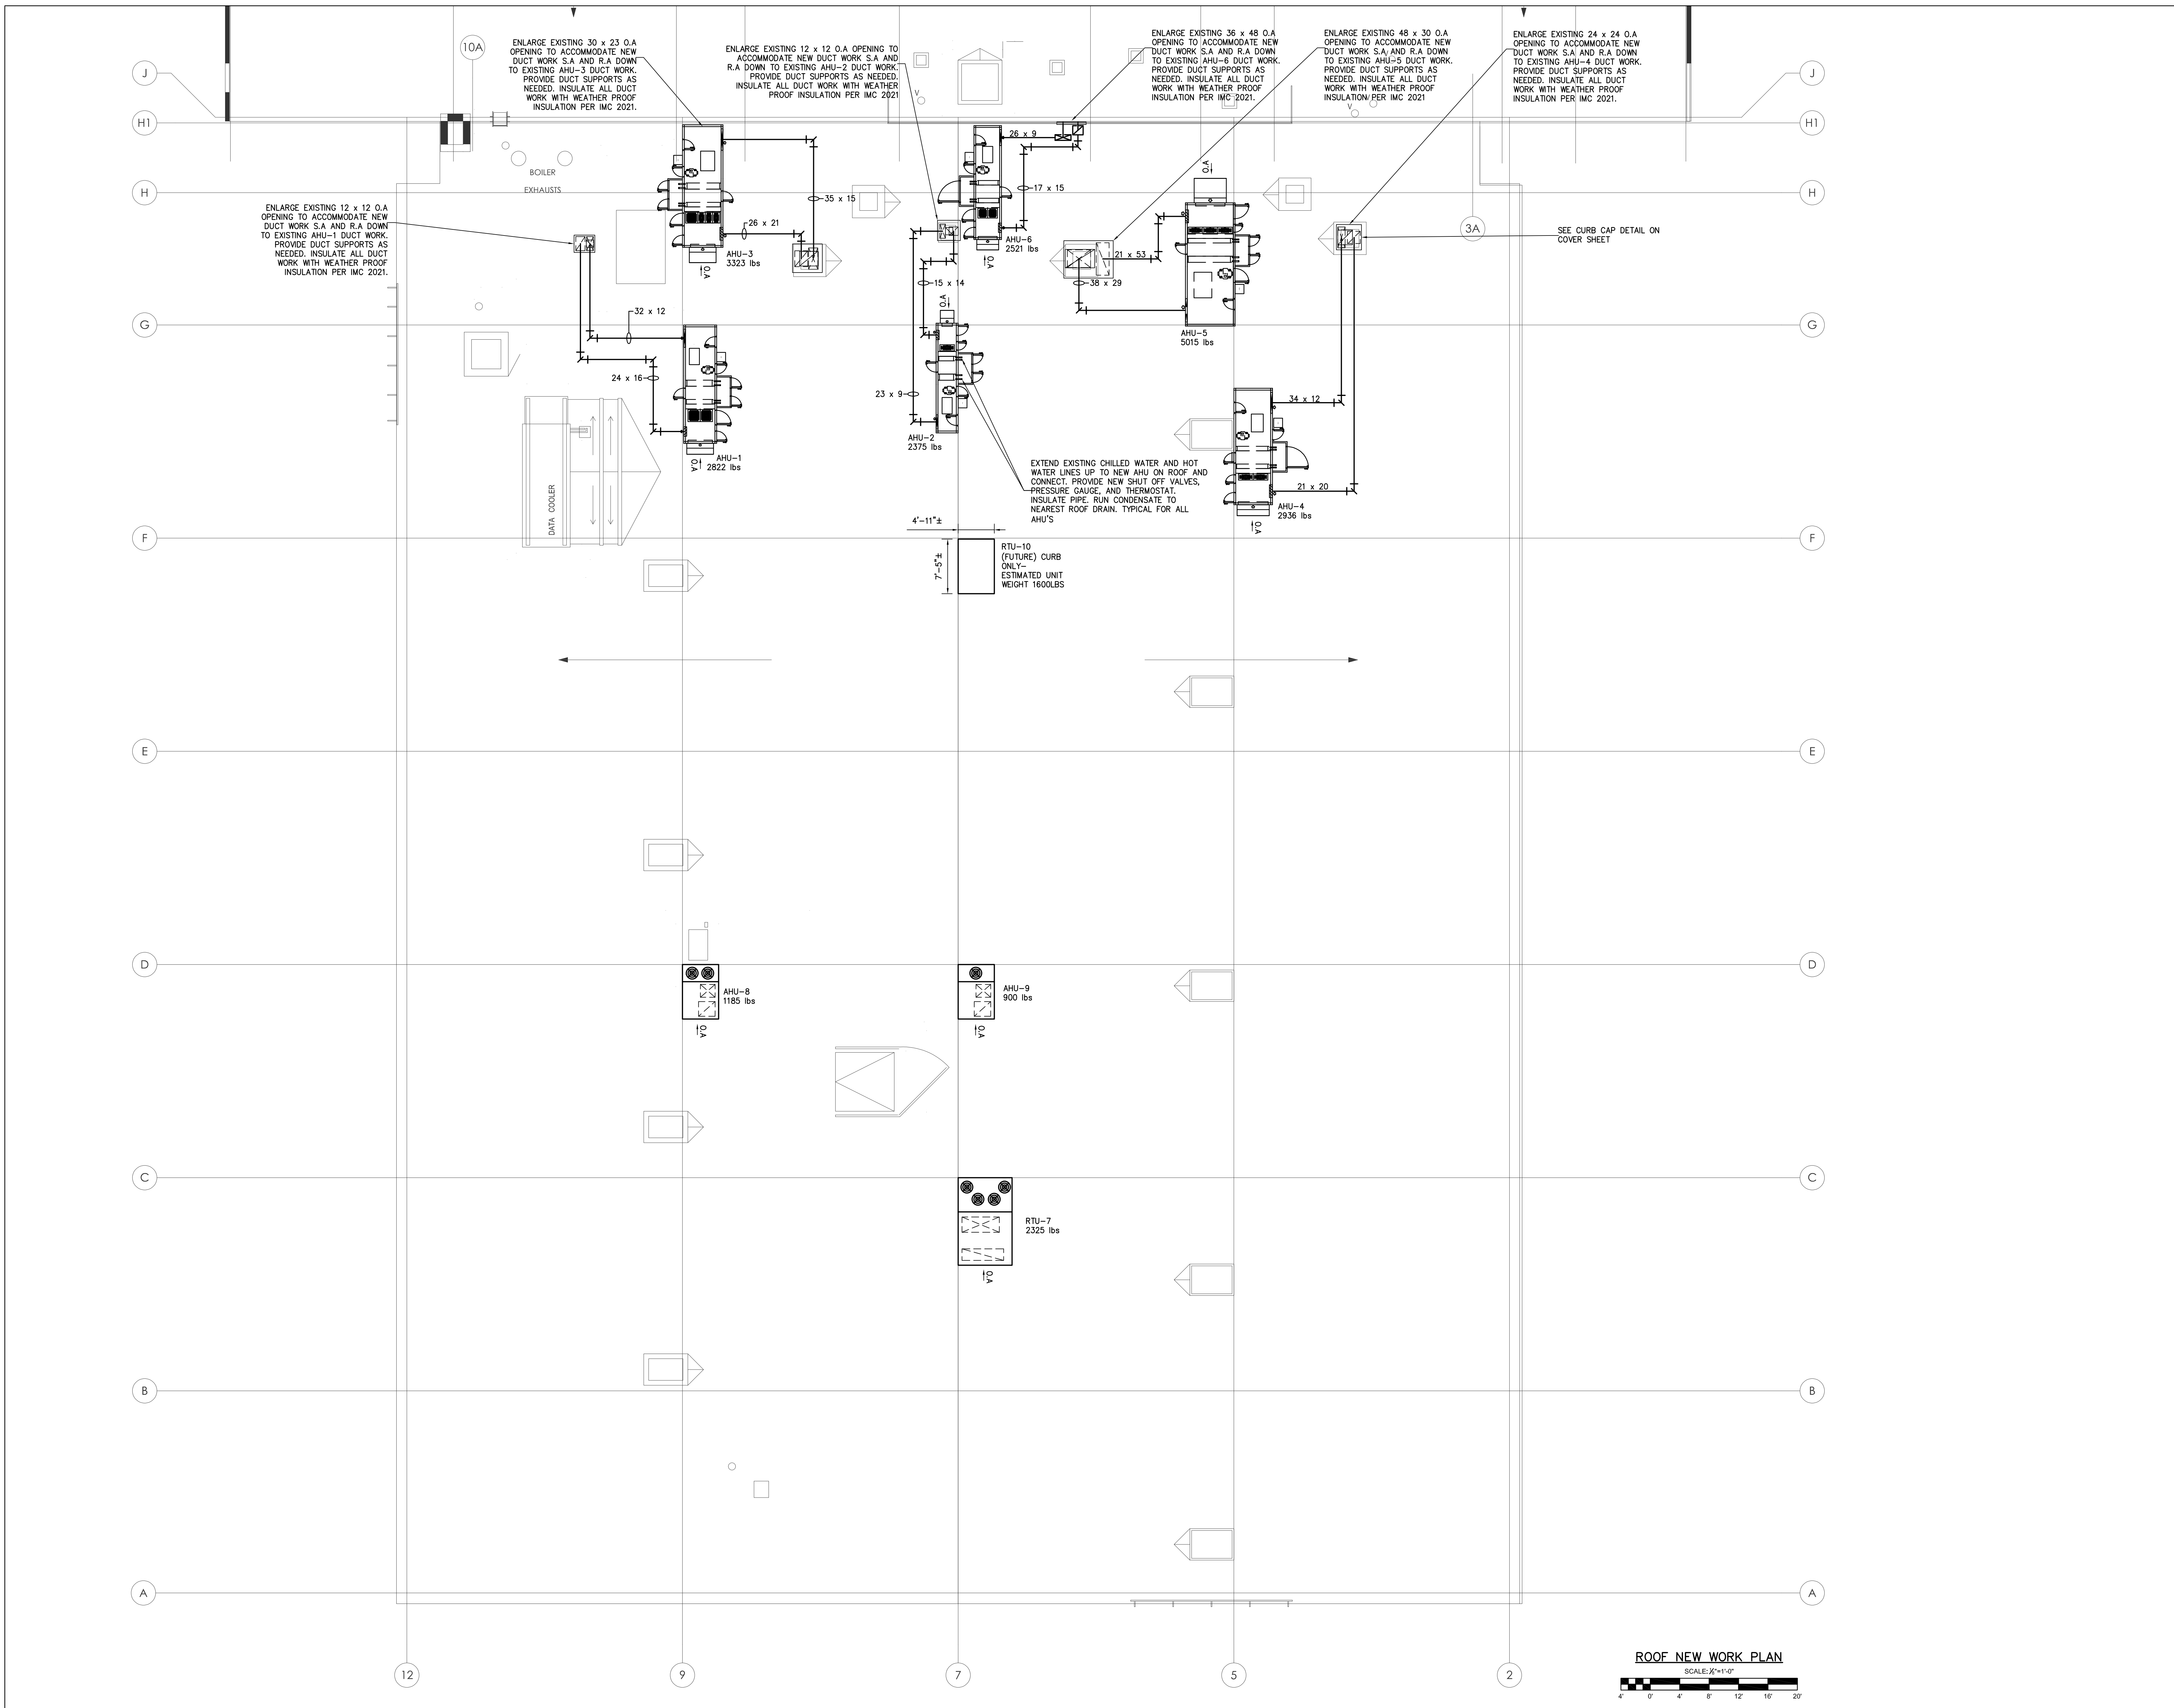 10A
ENLARGE EXISTING 30 x 23 O.A
OPENING TO ACCOMMODATE NEW
DUCT WORK S.A AND R.A DOWN
TO EXISTING AHU-3 DUCT WORK.
PROVIDE DUCT SUPPORTS AS
NEEDED. INSULATE ALL DUCT
WORK WITH WEATHER PROOF
INSULATION PER IMC 2021.
ENLARGE EXISTING 12 x 12 O.A OPENING TO
ACCOMMODATE NEW DUCT WORK S.A AND
R.A DOWN TO EXISTING AHU-2 DUCT WORK.
PROVIDE DUCT SUPPORTS AS NEEDED.
INSULATE ALL DUCT WORK WITH WEATHER
PROOF INSULATION PER IMC 2021
ENLARGE EXISTING 36 x 48 O.A
OPENING TO ACCOMMODATE NEW
DUCT WORK S.A AND R.A DOWN
TO EXISTING AHU-6 DUCT WORK.
PROVIDE DUCT SUPPORTS AS
NEEDED. INSULATE ALL DUCT
WORK WITH WEATHER PROOF
INSULATION PER IMC 2021.
ENLARGE EXISTING 48 x 30 O.A
OPENING TO ACCOMMODATE NEW
DUCT WORK S.A AND R.A DOWN
TO EXISTING AHU-5 DUCT WORK.
PROVIDE DUCT SUPPORTS AS
NEEDED. INSULATE ALL DUCT
WORK WITH WEATHER PROOF
INSULATION PER IMC 2021
ENLARGE EXISTING 24 x 24 O.A
OPENING TO ACCOMMODATE NEW
DUCT WORK S.A AND R.A DOWN
TO EXISTING AHU-4 DUCT WORK.
PROVIDE DUCT SUPPORTS AS
NEEDED. INSULATE ALL DUCT
WORK WITH WEATHER PROOF
INSULATION PER IMC 2021.
J
J
V
V
H1
H1
26 x 9
BOILER
EXHAUSTS
O.A
H
17 x 15
H
35 x 15
ENLARGE EXISTING 12 x 12 O.A
OPENING TO ACCOMMODATE NEW
DUCT WORK S.A AND R.A DOWN
TO EXISTING AHU-1 DUCT WORK.
PROVIDE DUCT SUPPORTS AS
NEEDED. INSULATE ALL DUCT
WORK WITH WEATHER PROOF
INSULATION PER IMC 2021.
26 x 21
3A
SEE CURB CAP DETAIL ON
COVER SHEET
AHU-6
2521 lbs
AHU-3
3323 lbs
21 x 53
O.A
O.A
15 x 14
38 x 29
O.A
32 x 12
G
G
AHU-5
5015 lbs
24 x 16
23 x 9
34 x 12
AHU-2
2375 lbs
AHU-1
2822 lbs
O.A
EXTEND EXISTING CHILLED WATER AND HOT
WATER LINES UP TO NEW AHU ON ROOF AND
CONNECT. PROVIDE NEW SHUT OFF VALVES,
PRESSURE GAUGE, AND THERMOSTAT.
INSULATE PIPE. RUN CONDENSATE TO
NEAREST ROOF DRAIN. TYPICAL FOR ALL
AHU'S
21 x 20
DATA COOLER
AHU-4
2936 lbs
O.A
4'-11"±
F
F
7'-5"±
RTU-10
(FUTURE) CURB
ONLY-
ESTIMATED UNIT
WEIGHT 1600LBS
E
E
D
D
AHU-8
1185 lbs
O.A
AHU-9
900 lbs
O.A
C
C
RTU-7
2325 lbs
O.A
B
B
A
A
12
9
7
5
2
ROOF NEW WORK PLAN
SCALE: ⅛"=1'-0"
4'
0'
4'
8'
12'
16'
20'